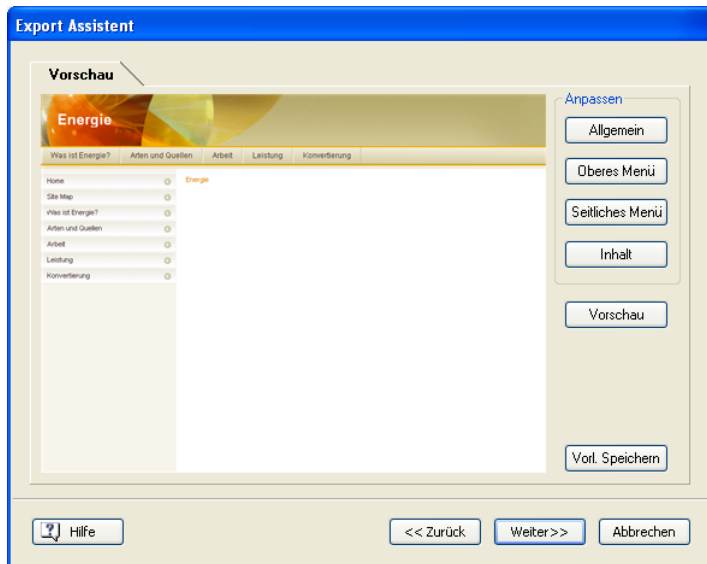 Export Assistent
Vorschau
Energie
Was ist Energie? Arten und Quellen Arbeit Leistung Konvertierung
Home
Site Map
Was ist Energie?
Arten und Quellen
Arbeit
Leistung
Konvertierung
Energie
Anpassen
Allgemein
Oberes Menü
Seitliches Menü
Inhalt
Vorschau
Vorl. Speichern
Hilfe
<< Zurück Weiter>> Abbrechen